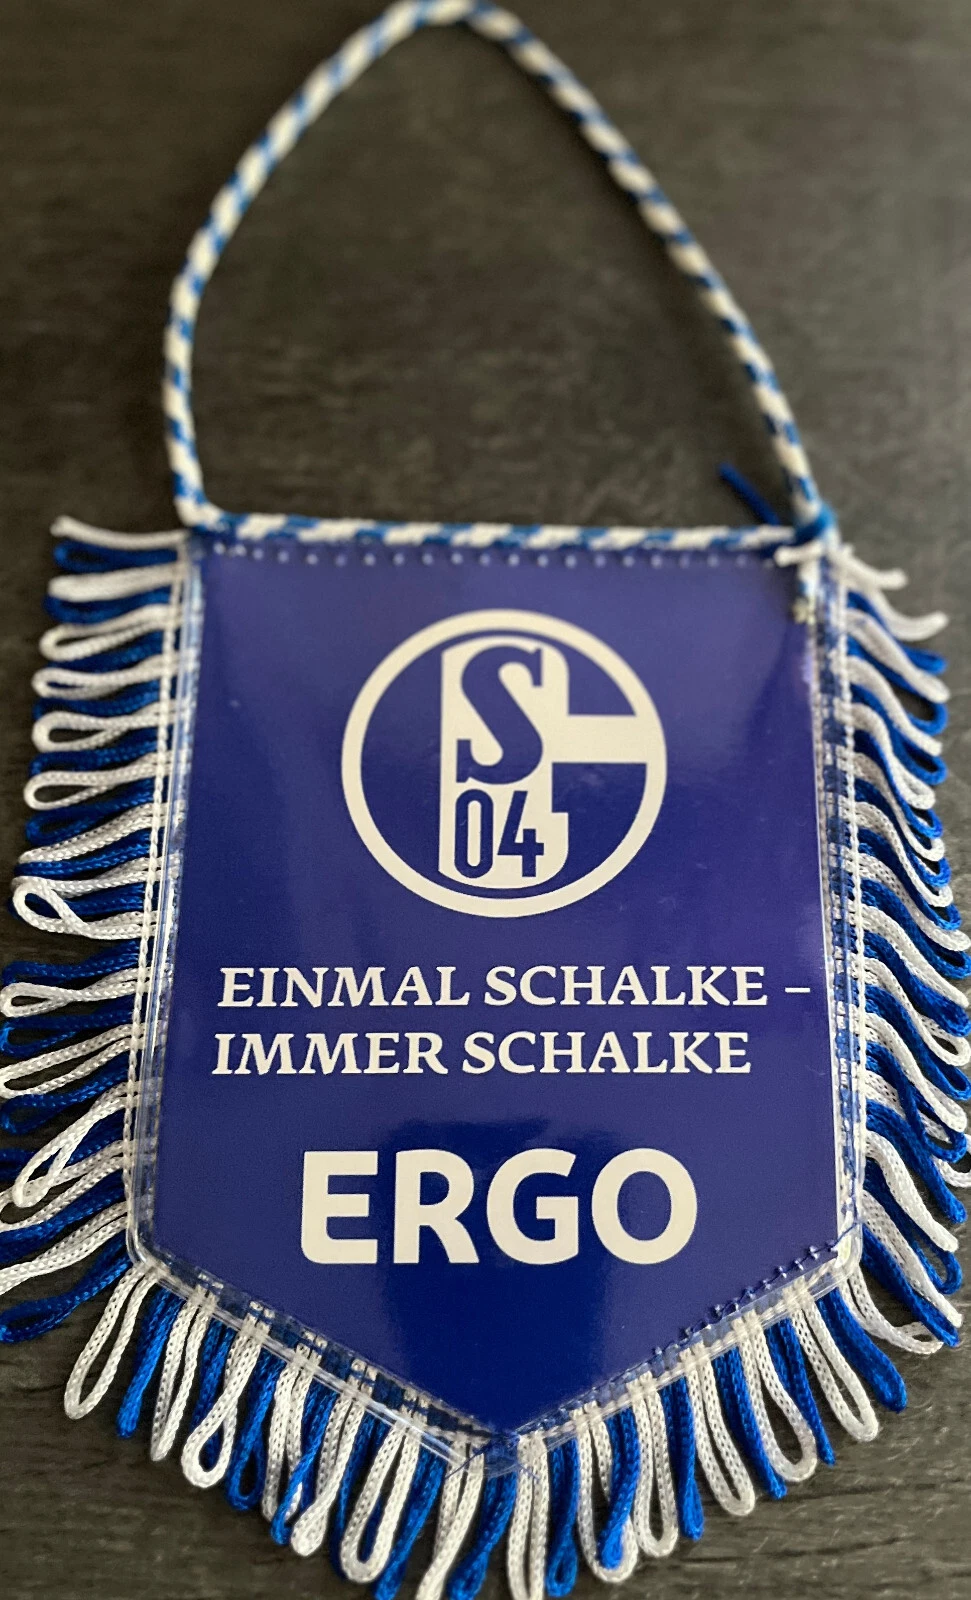 S
04
EINMAL SCHALKE –
IMMER SCHALKE
ERGO